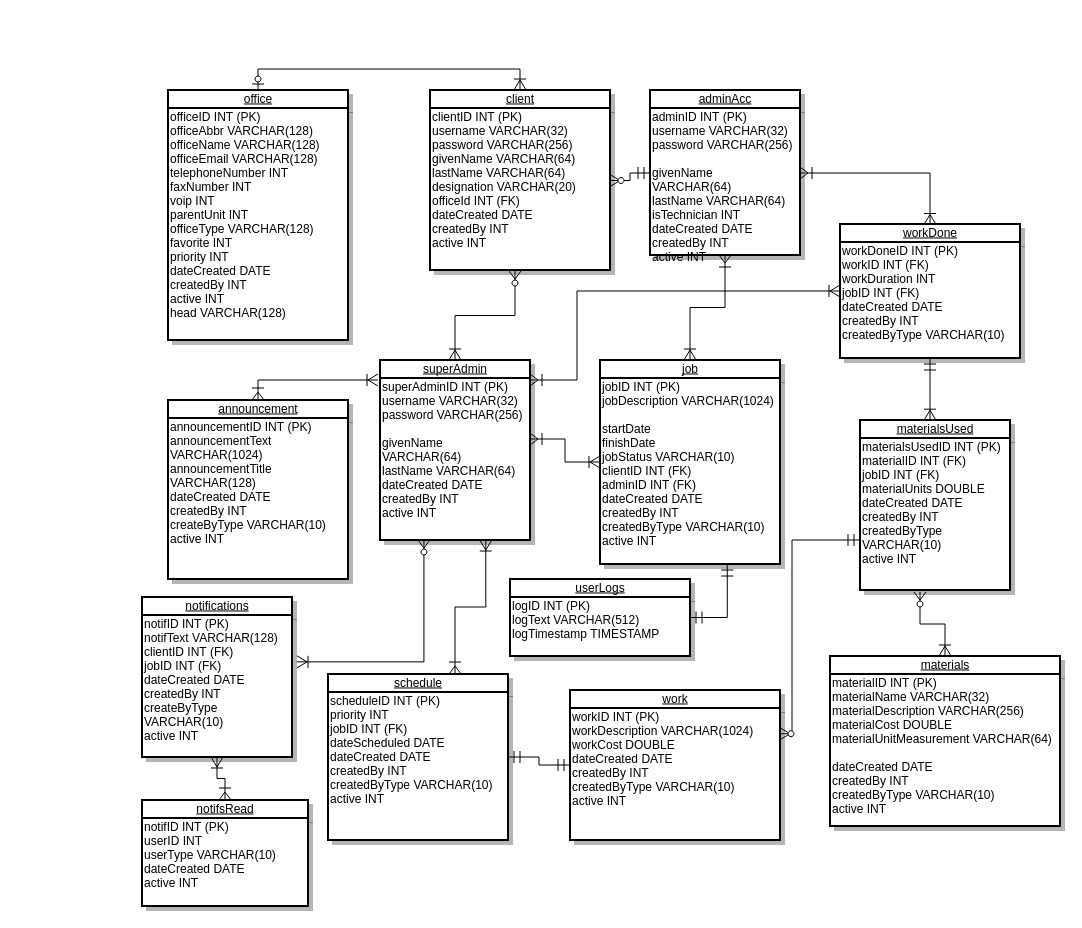 office
officeID INT (PK)
officeAbbr VARCHAR(128)
officeName VARCHAR(128)
officeEmail VARCHAR(128)
telephoneNumber INT
faxNumber INT
voip INT
parentUnit INT
officeType VARCHAR(128)
favorite INT
priority INT
dateCreated DATE
createdBy INT
active INT
head VARCHAR(128)
client
clientID INT (PK)
username VARCHAR(32)
password VARCHAR(256)
givenName VARCHAR(64)
lastName VARCHAR(64)
designation VARCHAR(20)
officeId INT (FK)
dateCreated DATE
createdBy INT
active INT
adminAcc
adminID INT (PK)
username VARCHAR(32)
password VARCHAR(256)
givenName
VARCHAR(64)
lastName VARCHAR(64)
isTechnician INT
dateCreated DATE
createdBy INT
active INT
workDone
workDoneID INT (PK)
workID INT (FK)
workDuration INT
jobID INT (FK)
dateCreated DATE
createdBy INT
createdByType VARCHAR(10)
announcement
announcementID INT (PK)
announcementText
VARCHAR(1024)
announcementTitle
VARCHAR(128)
dateCreated DATE
createdBy INT
createByType VARCHAR(10)
active INT
superAdmin
superAdminID INT (PK)
username VARCHAR(32)
password VARCHAR(256)
givenName
VARCHAR(64)
lastName VARCHAR(64)
dateCreated DATE
createdBy INT
active INT
job
jobID INT (PK)
jobDescription VARCHAR(1024)
startDate
finishDate
jobStatus VARCHAR(10)
clientID INT (FK)
adminID INT (FK)
dateCreated DATE
createdBy INT
createdByType VARCHAR(10)
active INT
materialsUsed
materialsUsedID INT (PK)
materialID INT (FK)
jobID INT (FK)
materialUnits DOUBLE
dateCreated DATE
createdBy INT
createdByType
VARCHAR(10)
active INT
userLogs
logID INT (PK)
logText VARCHAR(512)
logTimestamp TIMESTAMP
notifications
notifID INT (PK)
notifText VARCHAR(128)
clientID INT (FK)
jobID INT (FK)
dateCreated DATE
createdBy INT
createByType
VARCHAR(10)
active INT
schedule
scheduleID INT (PK)
priority INT
jobID INT (FK)
dateScheduled DATE
dateCreated DATE
createdBy INT
createdByType VARCHAR(10)
active INT
work
workID INT (PK)
workDescription VARCHAR(1024)
workCost DOUBLE
dateCreated DATE
createdBy INT
createdByType VARCHAR(10)
active INT
materials
materialID INT (PK)
materialName VARCHAR(32)
materialDescription VARCHAR(256)
materialCost DOUBLE
materialUnitMeasurement VARCHAR(64)
dateCreated DATE
createdBy INT
createdByType VARCHAR(10)
active INT
notifsRead
notifID INT (PK)
userID INT
userType VARCHAR(10)
dateCreated DATE
active INT